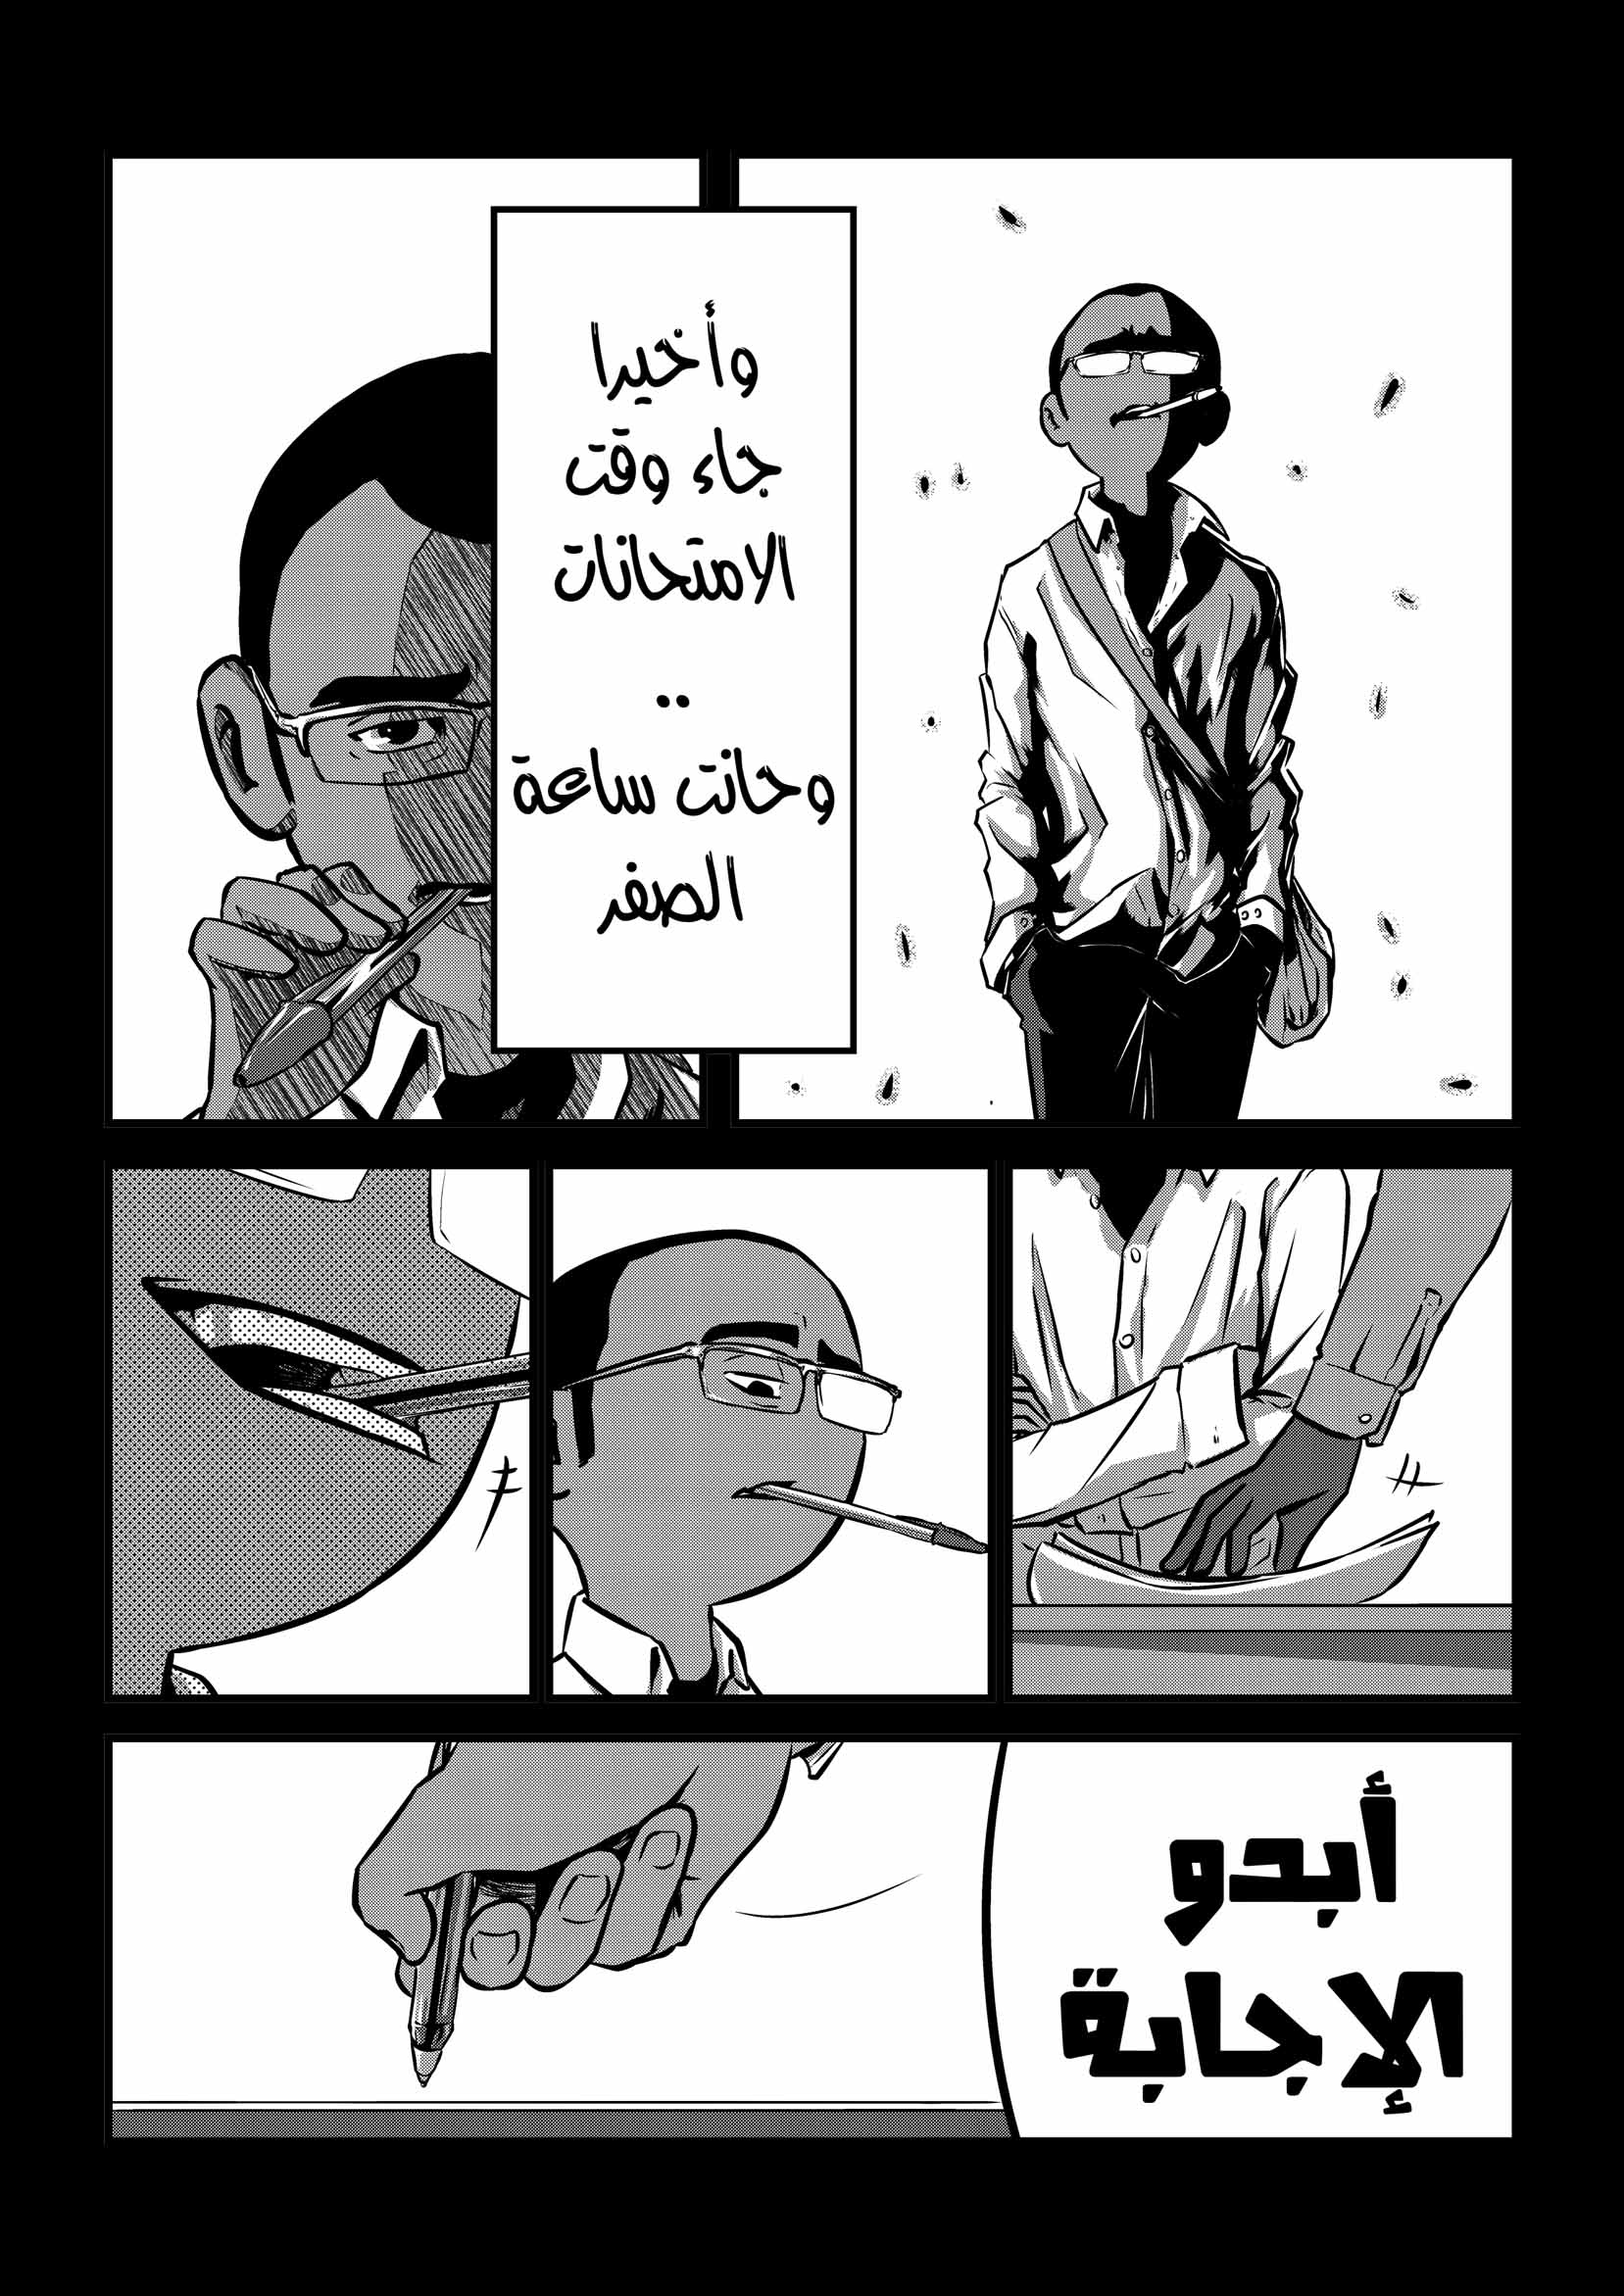 وأخيرا
جاء وقت
الامتحانات
..
وحانت ساعة
الصفر
أبدو
الإجابة